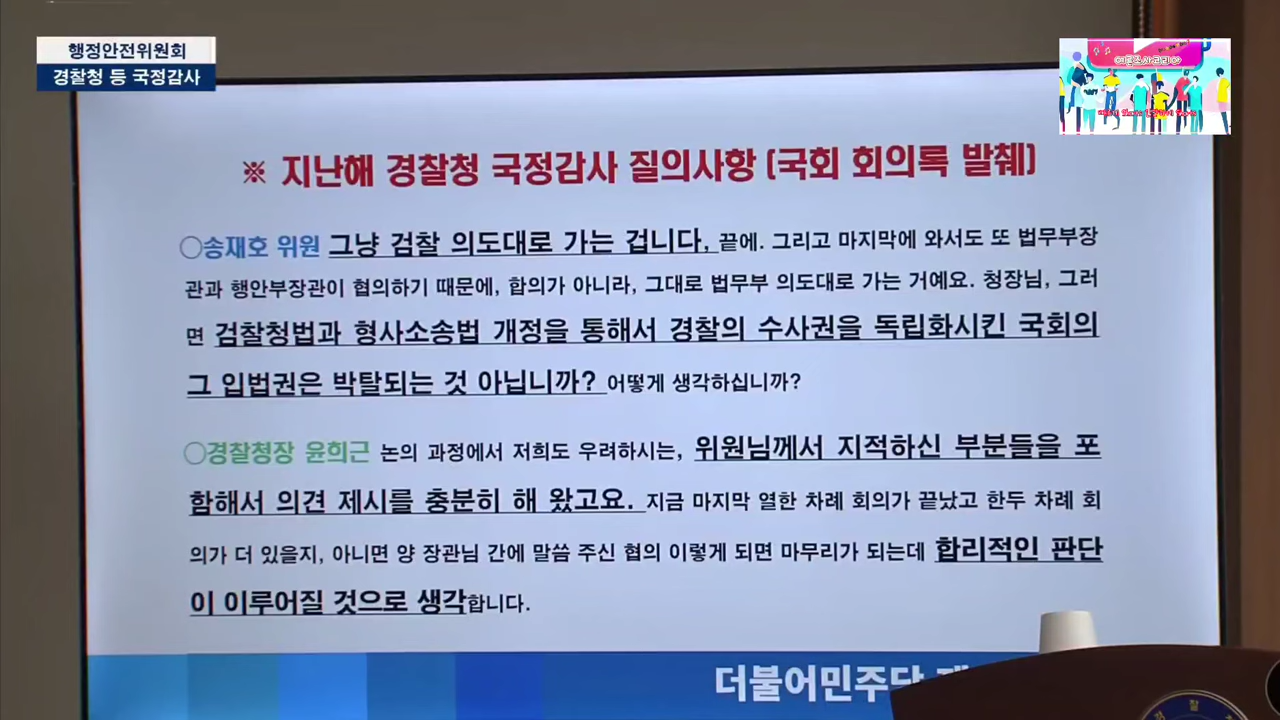 행정안전위원회
경찰청 등 국정감사
여론조사코리아
※ 지난해 경찰청 국정감사 질의사항 (국회 회의록 발췌)
○송재호 위원 그냥 검찰 의도대로 가는 겁니다, 끝에. 그리고 마지막에 와서도 또 법무부장
관과 행안부장관이 협의하기 때문에, 합의가 아니라, 그대로 법무부 의도대로 가는 거예요. 청장님, 그러
면 검찰청법과 형사소송법 개정을 통해서 경찰의 수사권을 독립화시킨 국회의
그 입법권은 박탈되는 것 아닙니까? 어떻게 생각하십니까?
○경찰청장 윤희근 논의 과정에서 저희도 우려하시는, 위원님께서 지적하신 부분들을 포
함해서 의견 제시를 충분히 해 왔고요. 지금 마지막 열한 차례 회의가 끝났고 한두 차례 회
의가 더 있을지, 아니면 양 장관님 간에 말씀 주신 협의 이렇게 되면 마무리가 되는데 합리적인 판단
이 이루어질 것으로 생각합니다.
더불어민주당